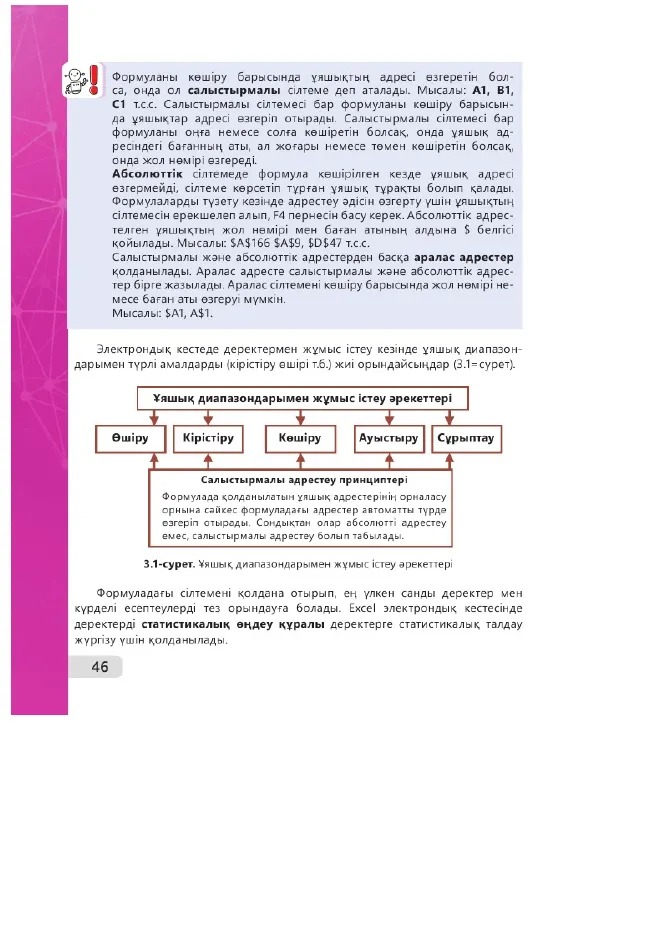 Формуланы көшіру барысында ұяшықтың адресі өзгеретін бол-
са, онда ол салыстырмалы сілтеме деп аталады. Мысалы: A1, B1,
C1 т.с.с. Салыстырмалы сілтемесі бар формуланы көшіру барысын-
да ұяшықтар адресі өзгеріп отырады. Салыстырмалы сілтемесі бар
формуланы оңға немесе солға көшіретін болсақ, онда ұяшық ад-
ресіндегі бағанның аты, ал жоғары немесе төмен көшіретін болсақ,
онда жол нөмірі өзгереді.
Абсолюттік сілтемеде формула көшірілген кезде ұяшық адресі
өзгермейді, сілтеме көрсетіп тұрған ұяшық тұрақты болып қалады.
Формулаларды түзету кезінде адрестеу әдісін өзгерту үшін ұяшықтың
сілтемесін ерекшелеп алып, F4 пернесін басу керек. Абсолюттік адрес-
телген ұяшықтың жол нөмірі мен баған атының алдына $ белгісі
қойылады. Мысалы: $A$166 $A$9, $D$47 т.с.с.
Салыстырмалы және абсолюттік адрестерден басқа аралас адрестер
қолданылады. Аралас адресте салыстырмалы және абсолюттік адрес-
тер бірге жазылады. Аралас сілтемені көшіру барысында жол нөмірі не-
месе баған аты өзгеруі мүмкін.
Мысалы: $A1, A$1.
Электрондық кестеде деректермен жұмыс істеу кезінде ұяшық диапазон-
дарымен түрлі амалдарды (кірістіру өшірі т.б.) жиі орындайсыңдар (3.1=сурет).
Ұяшық диапазондарымен жұмыс істеу әрекеттері
Өшіру Кірістіру Көшіру Ауыстыру Сұрыптау
Салыстырмалы адрестеу принциптері
Формулада қолданылатын ұяшық адрестерінің орналасу
орнына сәйкес формуладағы адрестер автоматты түрде
өзгеріп отырады. Сондықтан олар абсолютті адрестеу
емес, салыстырмалы адрестеу болып табылады.
3.1-сурет. Ұяшық диапазондарымен жұмыс істеу әрекеттері
Формуладағы сілтемені қолдана отырып, ең үлкен санды деректер мен
күрделі есептеулерді тез орындауға болады. Excel электрондық кестесінде
деректерді статистикалық өңдеу құралы деректерге статистикалық талдау
жүргізу үшін қолданылады.
46